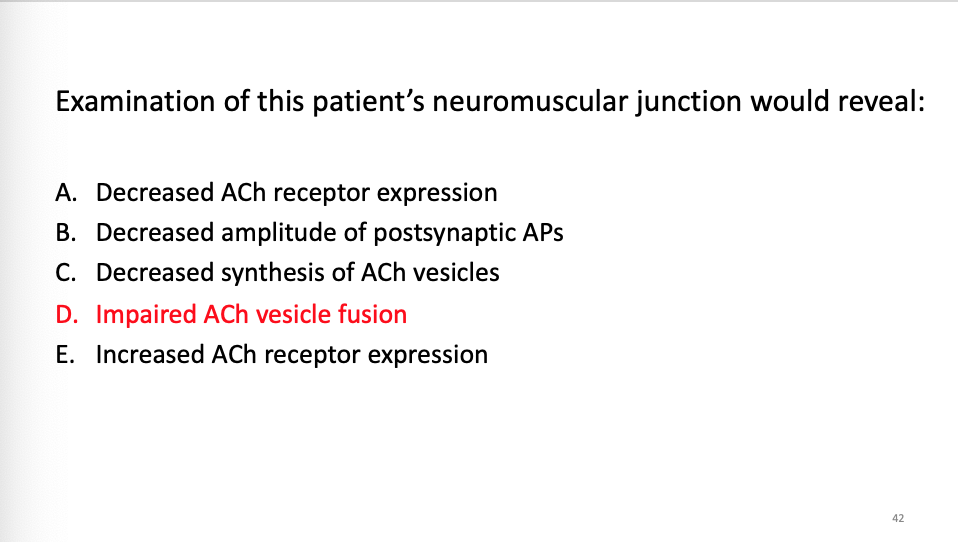 Examination of this patient’s neuromuscular junction would reveal:
A. Decreased ACh receptor expression
B. Decreased amplitude of postsynaptic APs
C. Decreased synthesis of ACh vesicles
D. Impaired ACh vesicle fusion
E. Increased ACh receptor expression
42